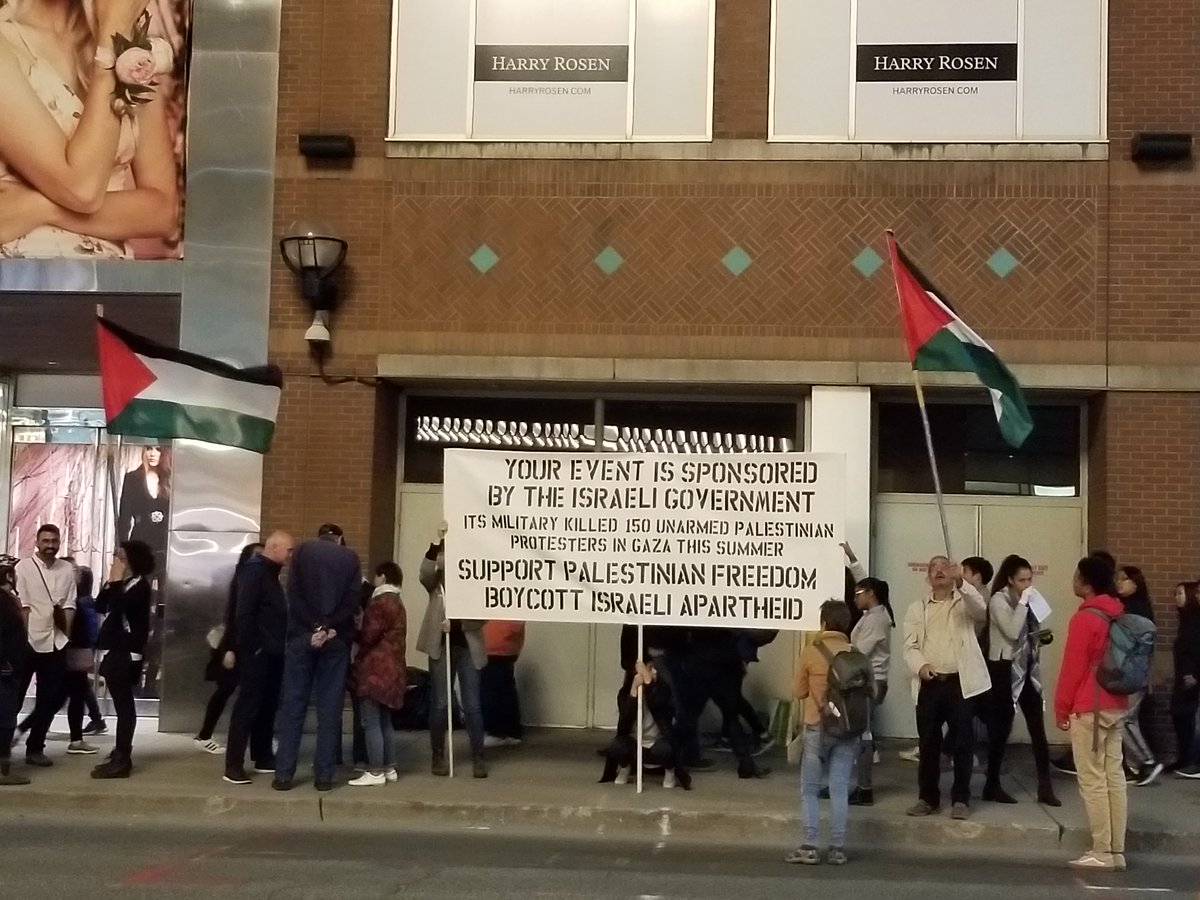 HARRY ROSEN
HARRYROSEN.COM
HARRY ROSEN
HARRYROSEN.COM
YOUR EVENT IS SPONSORED
BY THE ISRAELI GOVERNMENT
ITS MILITARY KILLED 150 UNARMED PALESTINIAN
PROTESTERS IN GAZA THIS SUMMER
SUPPORT PALESTINIAN FREEDOM
BOYCOTT ISRAELI APARTHEID